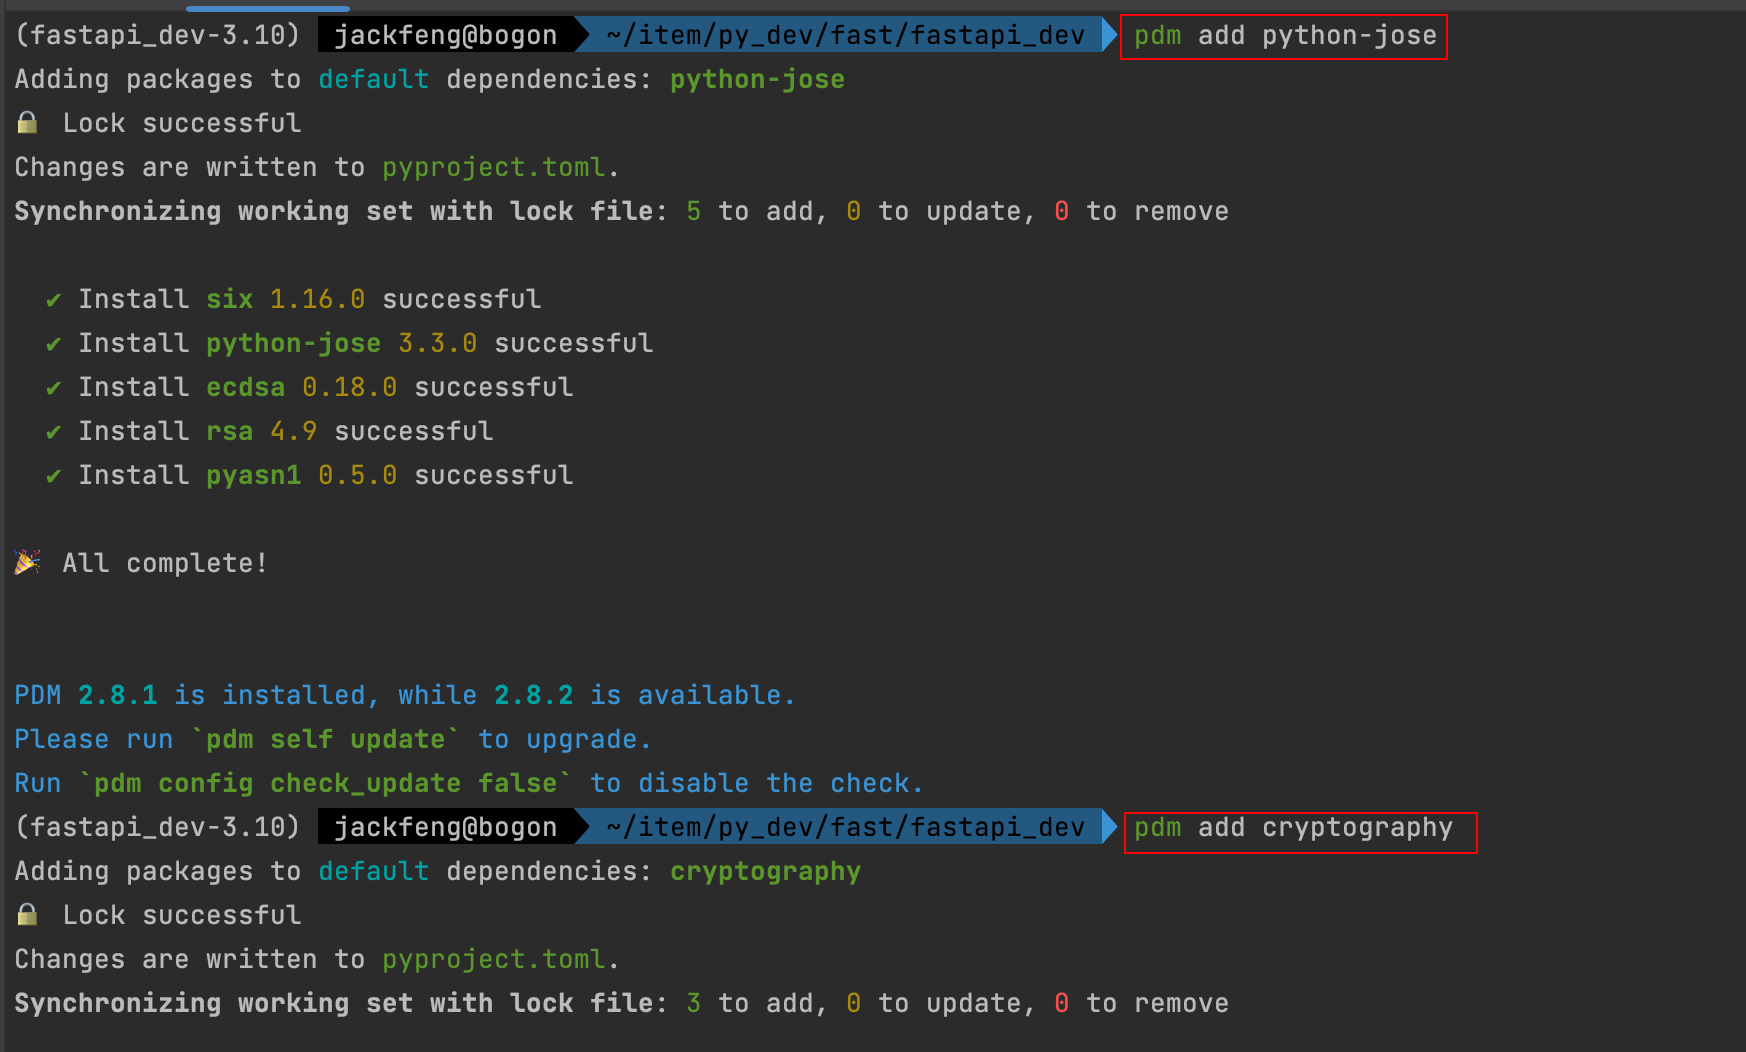 (fastapi_dev-3.10) jackfeng@bogon ~/item/py_dev/fast/fastapi_dev pdm add python-jose
Adding packages to default dependencies: python-jose
🔒 Lock successful
Changes are written to pyproject.toml.
Synchronizing working set with lock file: 5 to add, 0 to update, 0 to remove
✔ Install six 1.16.0 successful
✔ Install python-jose 3.3.0 successful
✔ Install ecdsa 0.18.0 successful
✔ Install rsa 4.9 successful
✔ Install pyasn1 0.5.0 successful
🎉 All complete!
PDM 2.8.1 is installed, while 2.8.2 is available.
Please run `pdm self update` to upgrade.
Run `pdm config check_update false` to disable the check.
(fastapi_dev-3.10) jackfeng@bogon ~/item/py_dev/fast/fastapi_dev pdm add cryptography
Adding packages to default dependencies: cryptography
🔒 Lock successful
Changes are written to pyproject.toml.
Synchronizing working set with lock file: 3 to add, 0 to update, 0 to remove